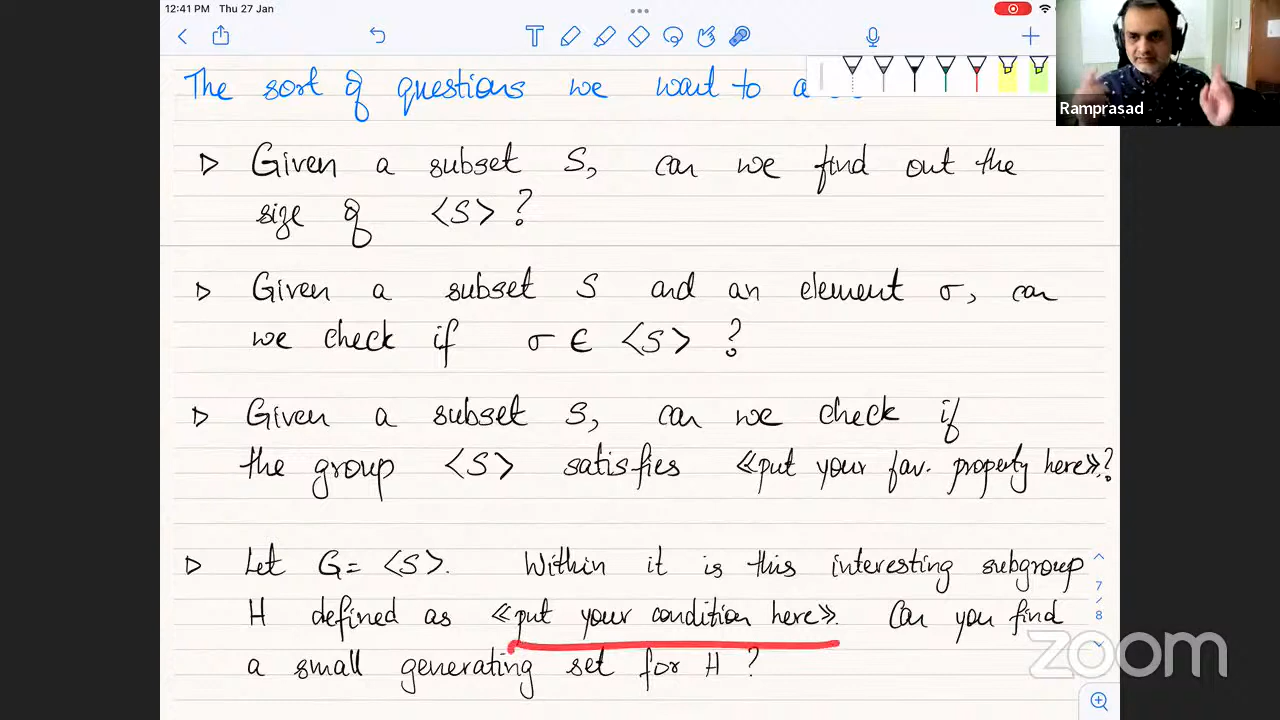 12:41 PM Thu 27 Jan
The sort of questions we want to
Ramprasad
▷ Given a subset S, can we find out the
size of <S>?
▷ Given a subset S and an element σ, can
we check if σ ∈ <S> ?
▷ Given a subset S, can we check if
the group <S> satisfies «put your fav. property here»?
▷ Let G= <S>. Within it is this interesting subgroup
H defined as «put your condition here». Can you find
a small generating set for H ?
7
/
8
zoom